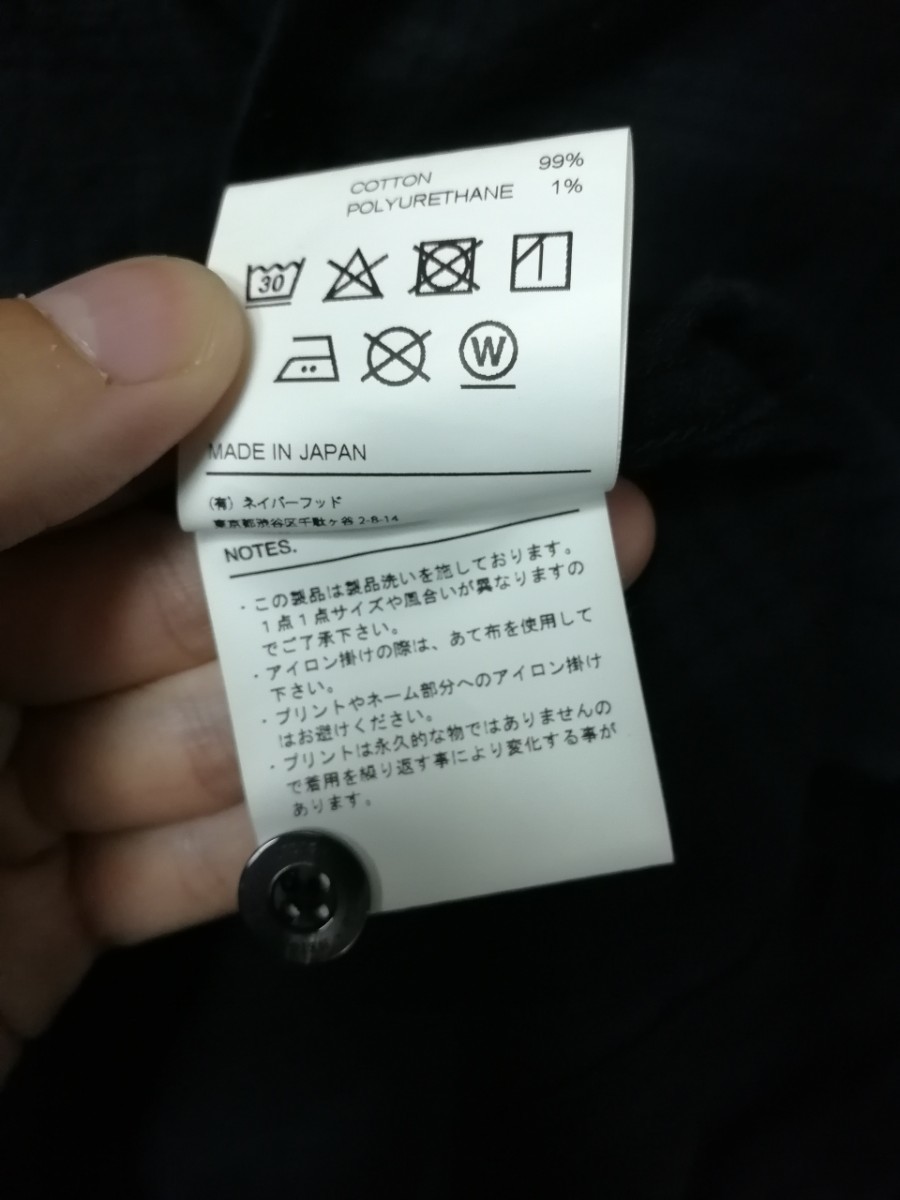 COTTON 99%
POLYURETHANE 1%
30
W
MADE IN JAPAN
(有) ネイバーフッド
東京都渋谷区千駄ヶ谷 2-8-14
NOTES.
・この製品は製品洗いを施しております。
1点1点サイズや風合いが異なりますの
でご了承下さい。
・アイロン掛けの際は、あて布を使用して
下さい。
・プリントやネーム部分へのアイロン掛け
はお避けください。
・プリントは永久的な物ではありませんの
で着用を繰り返す事により変化する事が
あります。